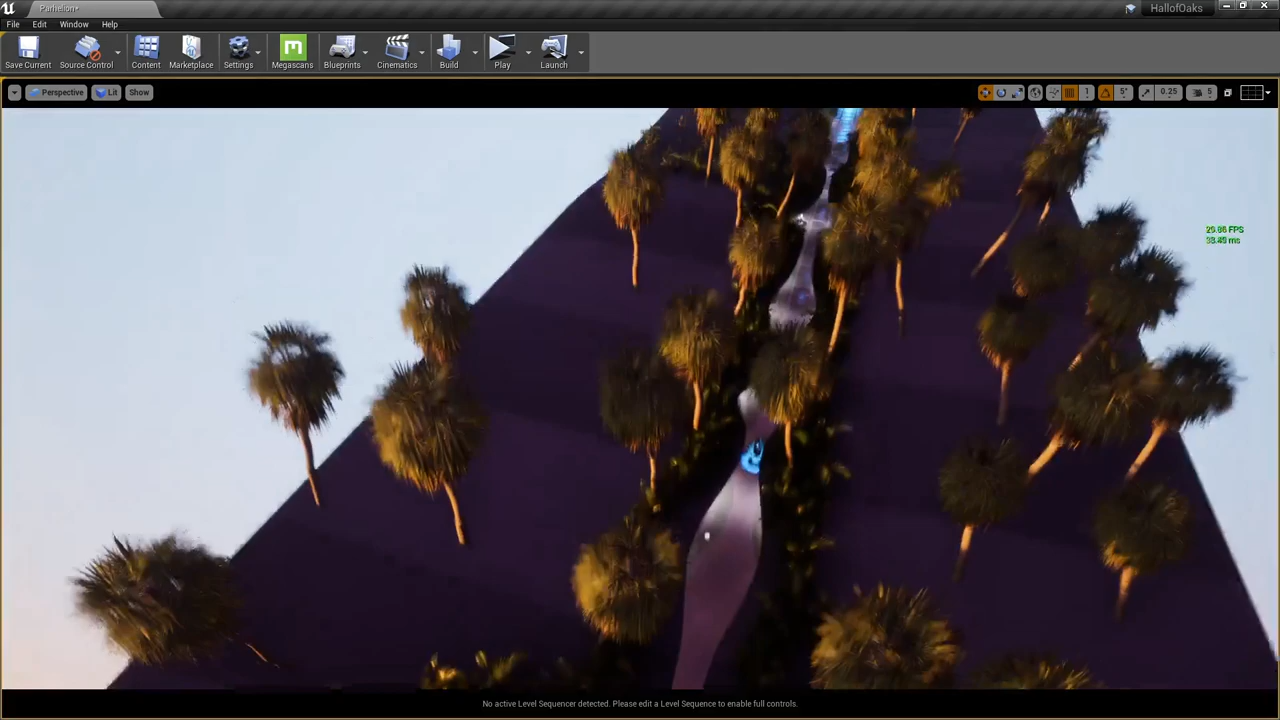 Parhelion*
HallofOaks
File Edit Window Help
Save Current Source Control Content Marketplace Settings Megascans Blueprints Cinematics Build Play Launch
Perspective Lit Show 1 5° 0.25 5
29.86 FPS
33.49 ms
No active Level Sequencer detected. Please edit a Level Sequence to enable full controls.